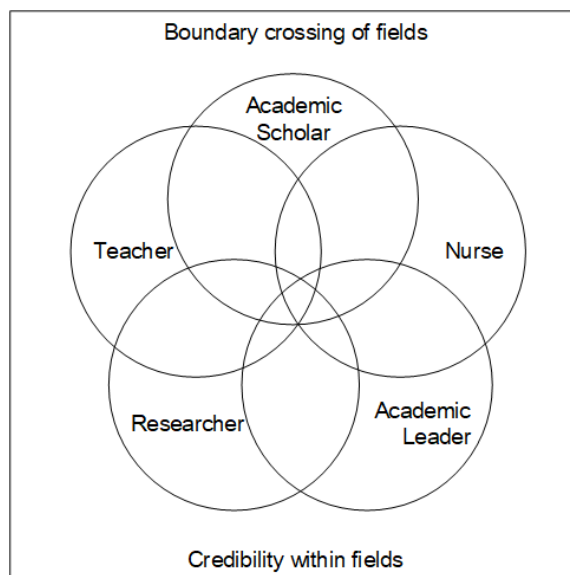 Boundary crossing of fields
Academic
Scholar
Teacher
Nurse
Researcher
Academic
Leader
Credibility within fields